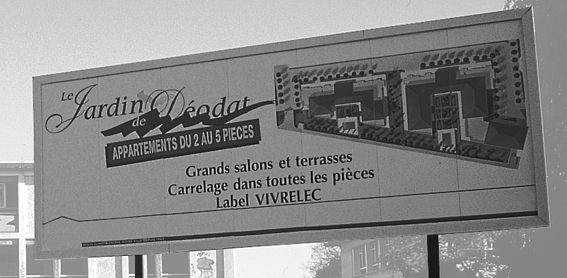 Le Jardin
de Déodat
APPARTEMENTS DU 2 AU 5 PIECES
Grands salons et terrasses
Carrelage dans toutes les pièces
Label VIVRELEC